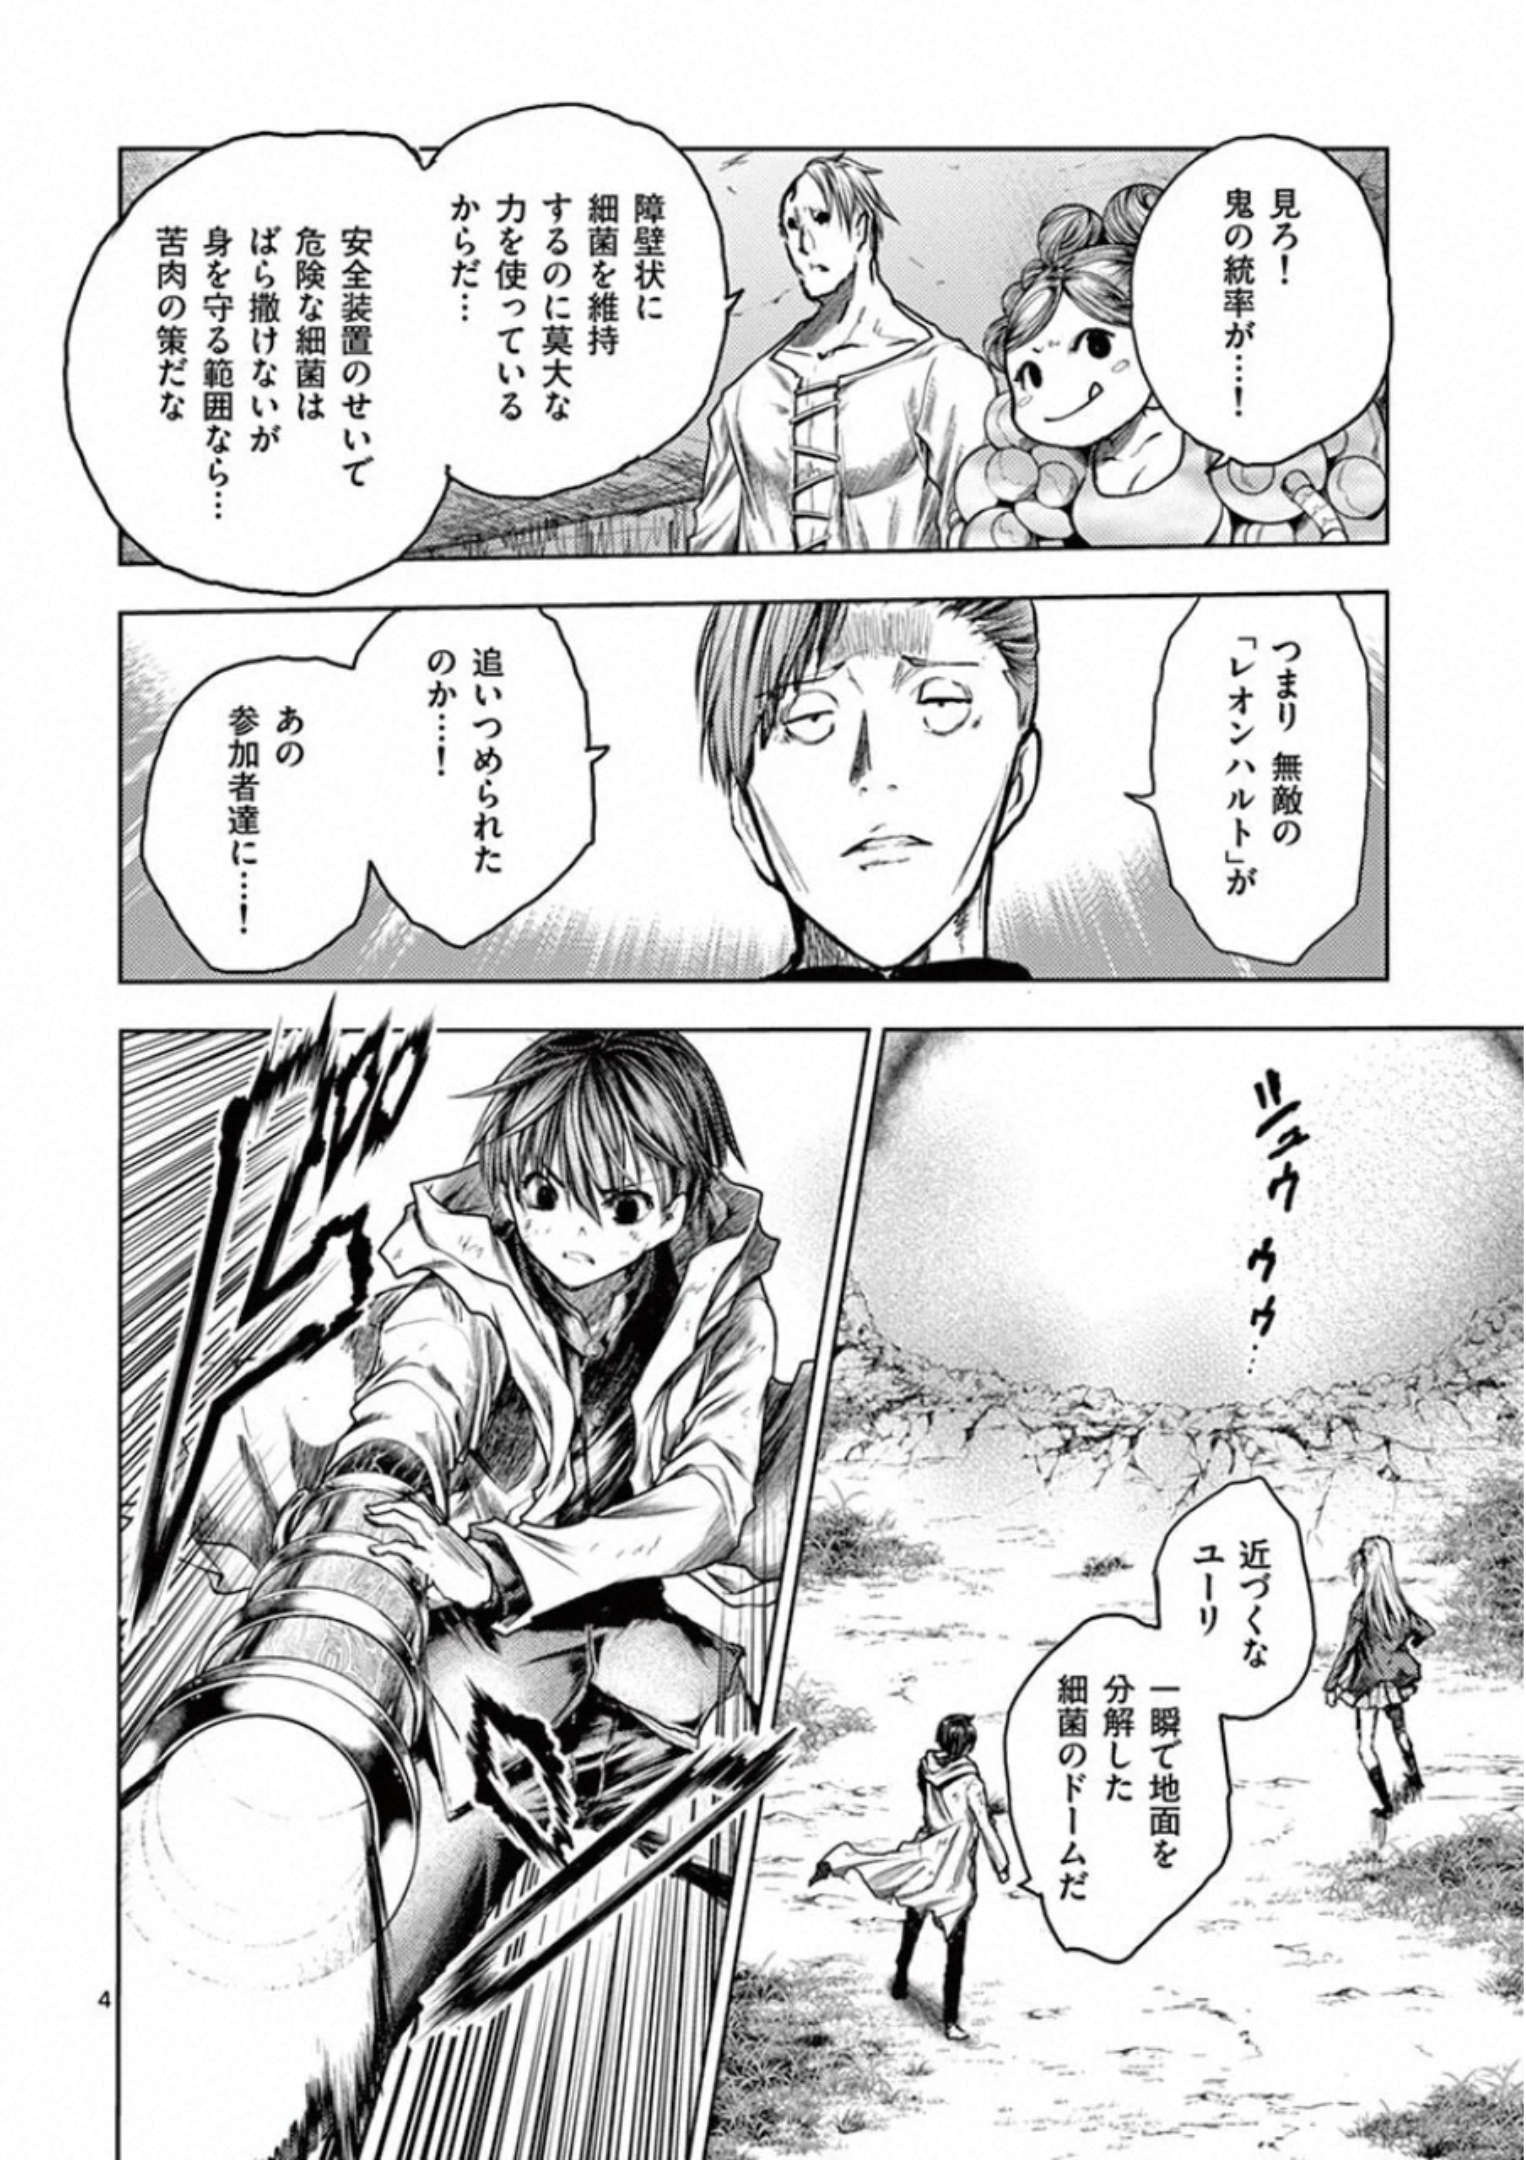 見ろ！
鬼の統率が…！
障壁状に
細菌を維持
するのに莫大な
力を使っている
からだ…
安全装置のせいで
危険な細菌は
ばら撒けないが
身を守る範囲なら…
苦肉の策だな
つまり 無敵の
「レオンハルト」が
追いつめられた
のか…！
あの
参加者達に…！
ジュウゥゥ…
近づくな
ユーリ
一瞬で地面を
分解した
細菌のドームだ
4